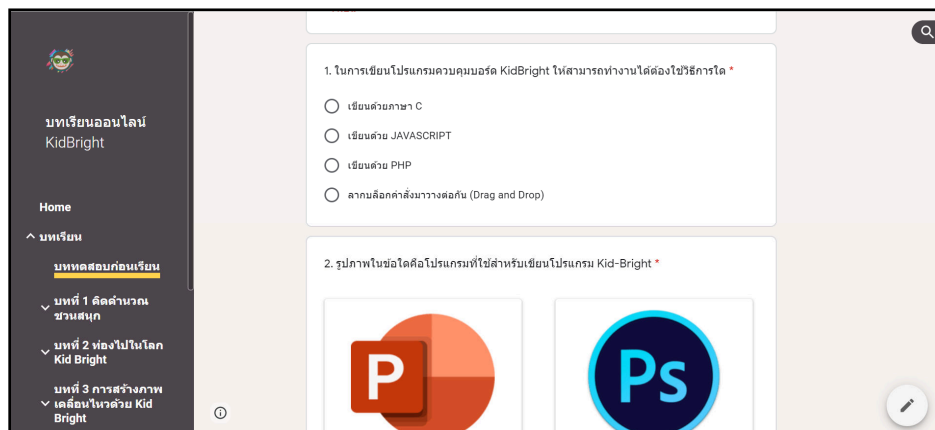 บทเรียนออนไลน์
KidBright
Home
บทเรียน
บททดสอบก่อนเรียน
บทที่ 1 คิดคำนวณ
ชวนสนุก
บทที่ 2 ท่องไปในโลก
Kid Bright
บทที่ 3 การสร้างภาพ
เคลื่อนไหวด้วย Kid
Bright
1. ในการเขียนโปรแกรมควบคุมบอร์ด KidBright ให้สามารถทำงานได้ต้องใช้วิธีการใด *
เขียนด้วยภาษา C
เขียนด้วย JAVASCRIPT
เขียนด้วย PHP
ลากบล็อกคำสั่งมาวางต่อกัน (Drag and Drop)
2. รูปภาพในข้อใดคือโปรแกรมที่ใช้สำหรับเขียนโปรแกรม Kid-Bright *
P
Ps